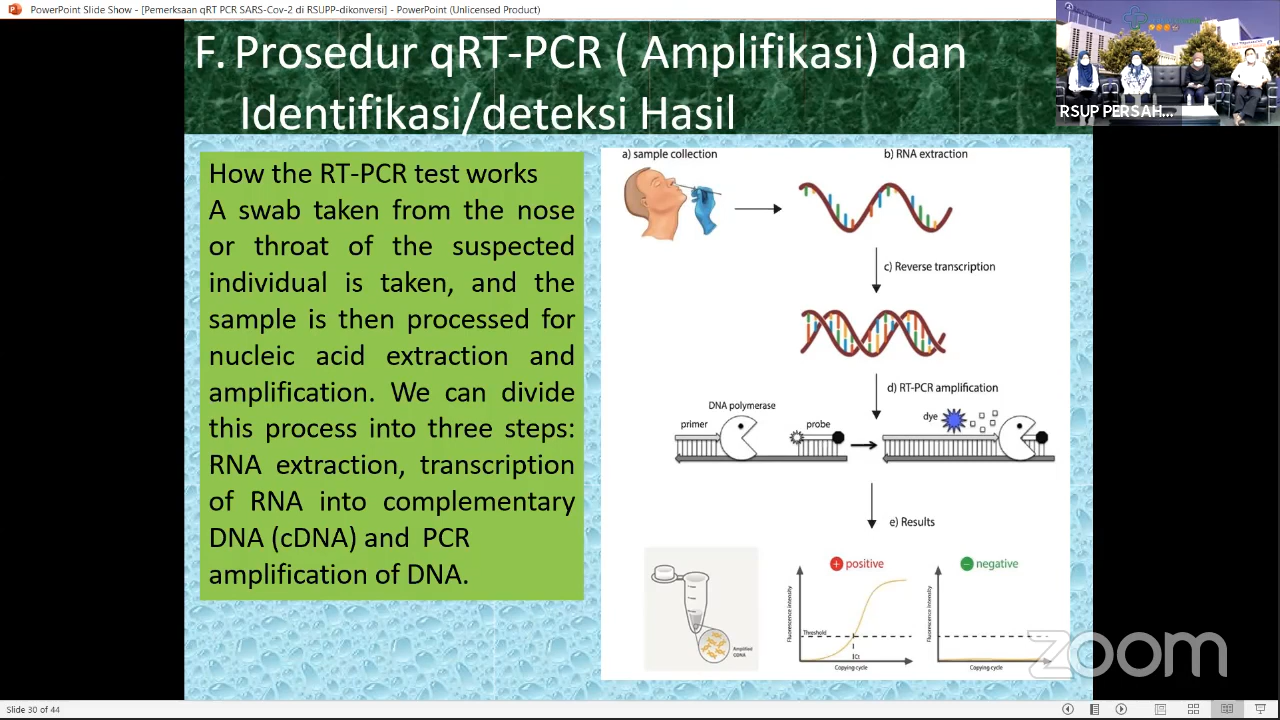 PowerPoint Slide Show - [Pemerksaan qRT PCR SARS-Cov-2 di RSUPP-dikonversi] - PowerPoint (Unlicensed Product)
F. Prosedur qRT-PCR ( Amplifikasi) dan
Identifikasi/deteksi Hasil
RSUP PERSAH...
How the RT-PCR test works
A swab taken from the nose
or throat of the suspected
individual is taken, and the
sample is then processed for
nucleic acid extraction and
amplification. We can divide
this process into three steps:
RNA extraction, transcription
of RNA into complementary
DNA (cDNA) and PCR
amplification of DNA.
a) sample collection
b) RNA extraction
c) Reverse transcription
d) RT-PCR amplification
DNA polymerase
primer
probe
dye
e) Results
Amplified
CDNA
+ positive
Fluorescence intensity
Threshold
Ct
Copying cycle
- negative
Fluorescence intensity
Copying cycle
zoom
Slide 30 of 44